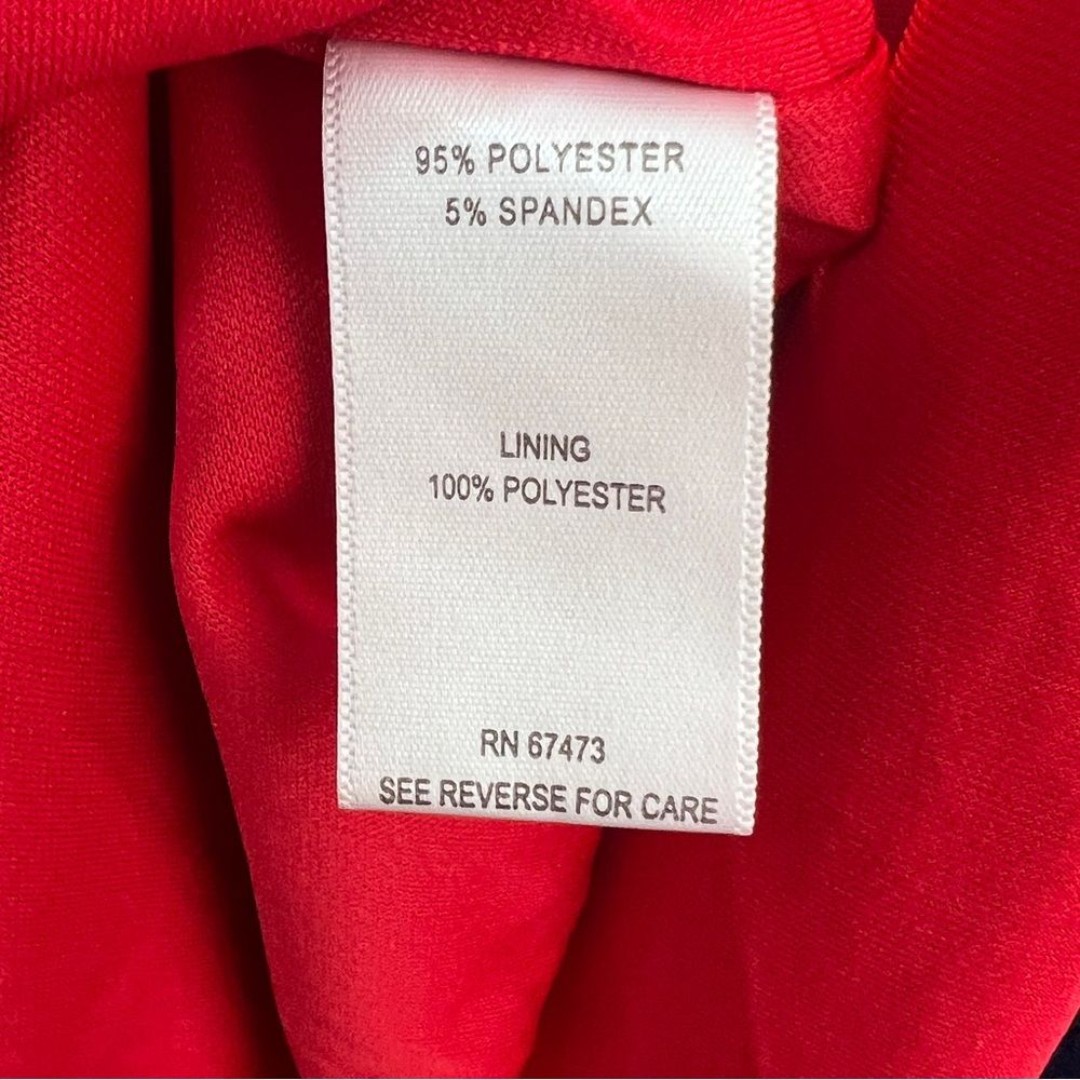 95% POLYESTER
5% SPANDEX
LINING
100% POLYESTER
RN 67473
SEE REVERSE FOR CARE